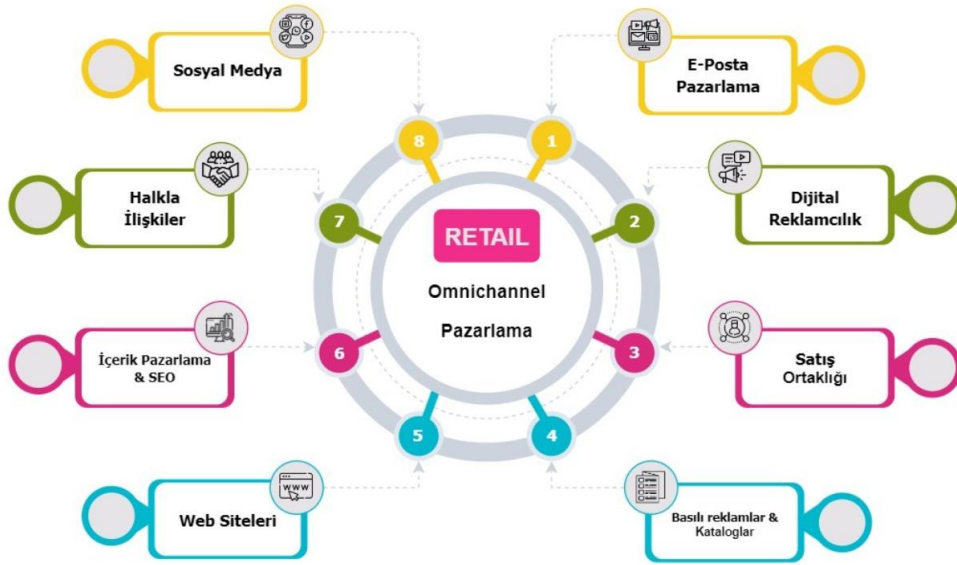 RETAIL
Omnichannel
Pazarlama
1
E-Posta
Pazarlama
2
Dijital
Reklamcılık
3
Satış
Ortaklığı
4
Basılı reklamlar &
Kataloglar
5
Web Siteleri
www
6
İçerik Pazarlama
& SEO
7
Halkla
İlişkiler
8
Sosyal Medya